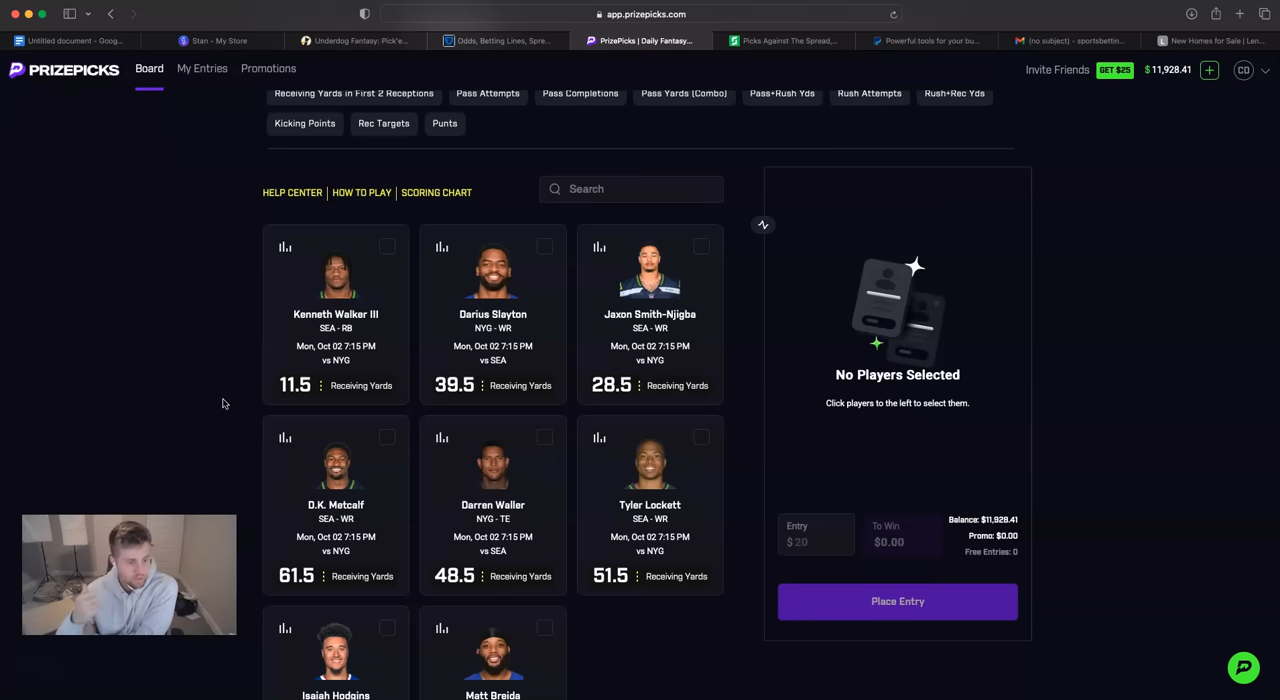 app.prizepicks.com
Untitled document - Goog...
Stan - My Store
Underdog Fantasy: Pick'e...
Odds, Betting Lines, Spre...
PrizePicks | Daily Fantasy...
Picks Against The Spread,...
Powerful tools for your bu...
(no subject) - sportsbettin...
New Homes for Sale | Len...
PRIZEPICKS
Board
My Entries
Promotions
Invite Friends
GET $25
$ 11,928.41
CD
Receiving Yards in First 2 Receptions
Pass Attempts
Pass Completions
Pass Yards (Combo)
Pass+Rush Yds
Rush Attempts
Rush+Rec Yds
Kicking Points
Rec Targets
Punts
HELP CENTER
HOW TO PLAY
SCORING CHART
Search
Kenneth Walker III
SEA - RB
Mon, Oct 02 7:15 PM
vs NYG
11.5 Receiving Yards
Darius Slayton
NYG - WR
Mon, Oct 02 7:15 PM
vs SEA
39.5 Receiving Yards
Jaxon Smith-Njigba
SEA - WR
Mon, Oct 02 7:15 PM
vs NYG
28.5 Receiving Yards
D.K. Metcalf
SEA - WR
Mon, Oct 02 7:15 PM
vs NYG
61.5 Receiving Yards
Darren Waller
NYG - TE
Mon, Oct 02 7:15 PM
vs SEA
48.5 Receiving Yards
Tyler Lockett
SEA - WR
Mon, Oct 02 7:15 PM
vs NYG
51.5 Receiving Yards
Isaiah Hodgins
Matt Breida
No Players Selected
Click players to the left to select them.
Entry
$ 20
To Win
$0.00
Balance: $11,928.41
Promo: $0.00
Free Entries: 0
Place Entry